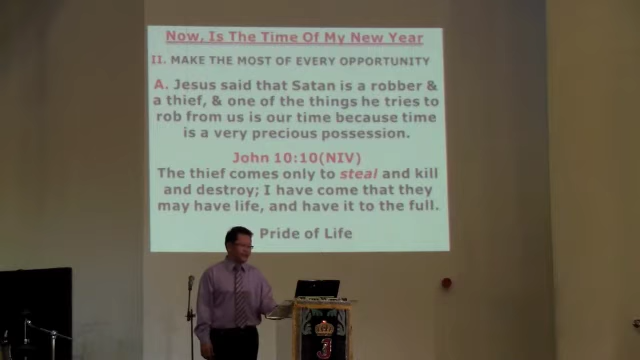 Now, Is The Time Of My New Year
II. MAKE THE MOST OF EVERY OPPORTUNITY
A. Jesus said that Satan is a robber &
a thief, & one of the things he tries to
rob from us is our time because time
is a very precious possession.
John 10:10(NIV)
The thief comes only to steal and kill
and destroy; I have come that they
may have life, and have it to the full.
Pride of Life
J